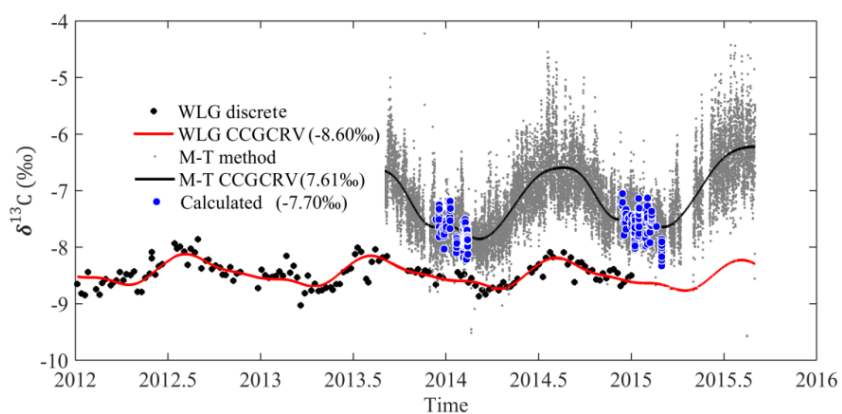 -4
-5
-6
-7
-8
-9
-10
δ¹³C (‰)
WLG discrete
WLG CCGCRV (-8.60‰)
M-T method
M-T CCGCRV(7.61‰)
Calculated (-7.70‰)
2012 2012.5 2013 2013.5 2014 2014.5 2015 2015.5 2016
Time